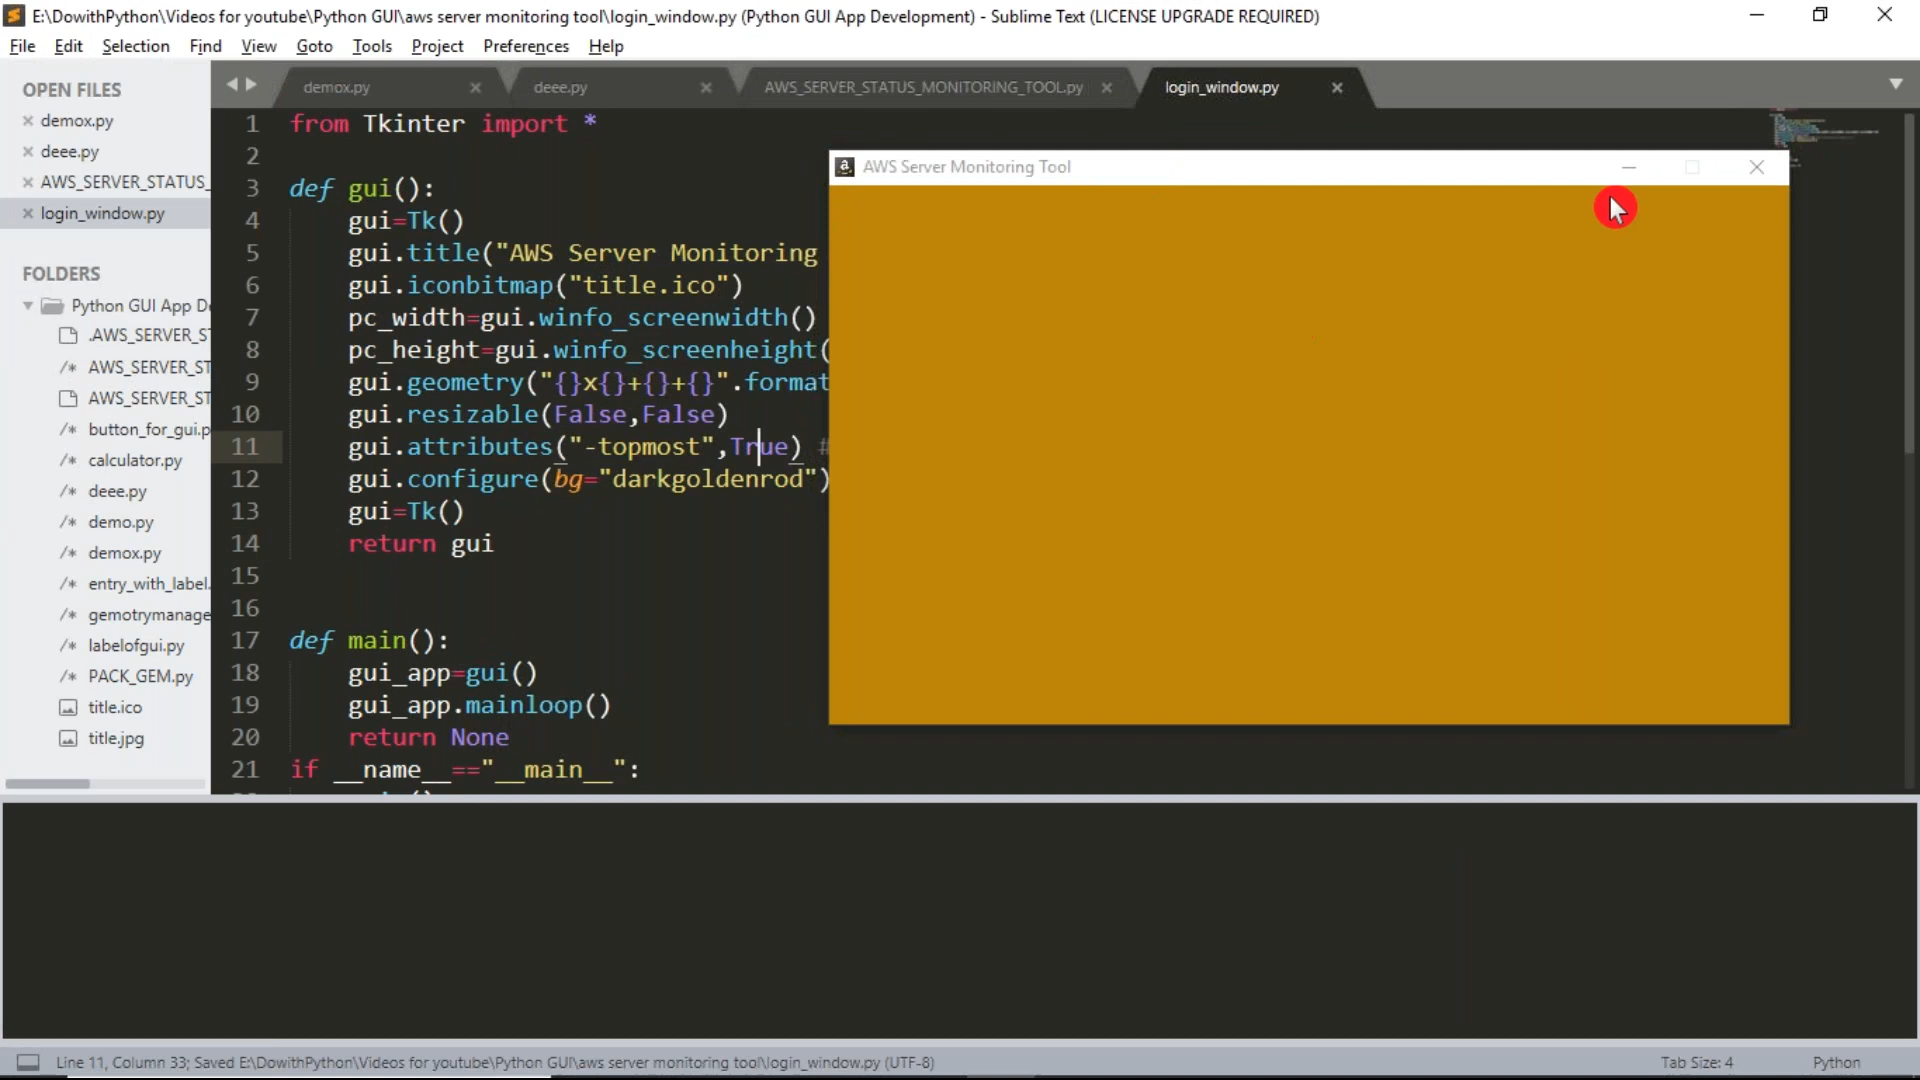 E:\DowithPython\Videos for youtube\Python GUI\aws server monitoring tool\login_window.py (Python GUI App Development) - Sublime Text (LICENSE UPGRADE REQUIRED)
File Edit Selection Find View Goto Tools Project Preferences Help
OPEN FILES
demox.py
deee.py
AWS_SERVER_STATUS_
login_window.py
FOLDERS
Python GUI App De
.AWS_SERVER_ST
AWS_SERVER_ST
AWS_SERVER_ST
button_for_gui.p
calculator.py
deee.py
demo.py
demox.py
entry_with_label.
gemotrymanage
labelofgui.py
PACK_GEM.py
title.ico
title.jpg
demox.py deee.py AWS_SERVER_STATUS_MONITORING_TOOL.py login_window.py
1 from Tkinter import *
2
3 def gui():
4 gui=Tk()
5 gui.title("AWS Server Monitoring
6 gui.iconbitmap("title.ico")
7 pc_width=gui.winfo_screenwidth()
8 pc_height=gui.winfo_screenheight(
9 gui.geometry("{}x{}+{}+{}".format
10 gui.resizable(False,False)
11 gui.attributes("-topmost",True) #
12 gui.configure(bg="darkgoldenrod")
13 gui=Tk()
14 return gui
15
16
17 def main():
18 gui_app=gui()
19 gui_app.mainloop()
20 return None
21 if __name__=="__main__":
AWS Server Monitoring Tool
Line 11, Column 33; Saved E:\DowithPython\Videos for youtube\Python GUI\aws server monitoring tool\login_window.py (UTF-8)
Tab Size: 4
Python